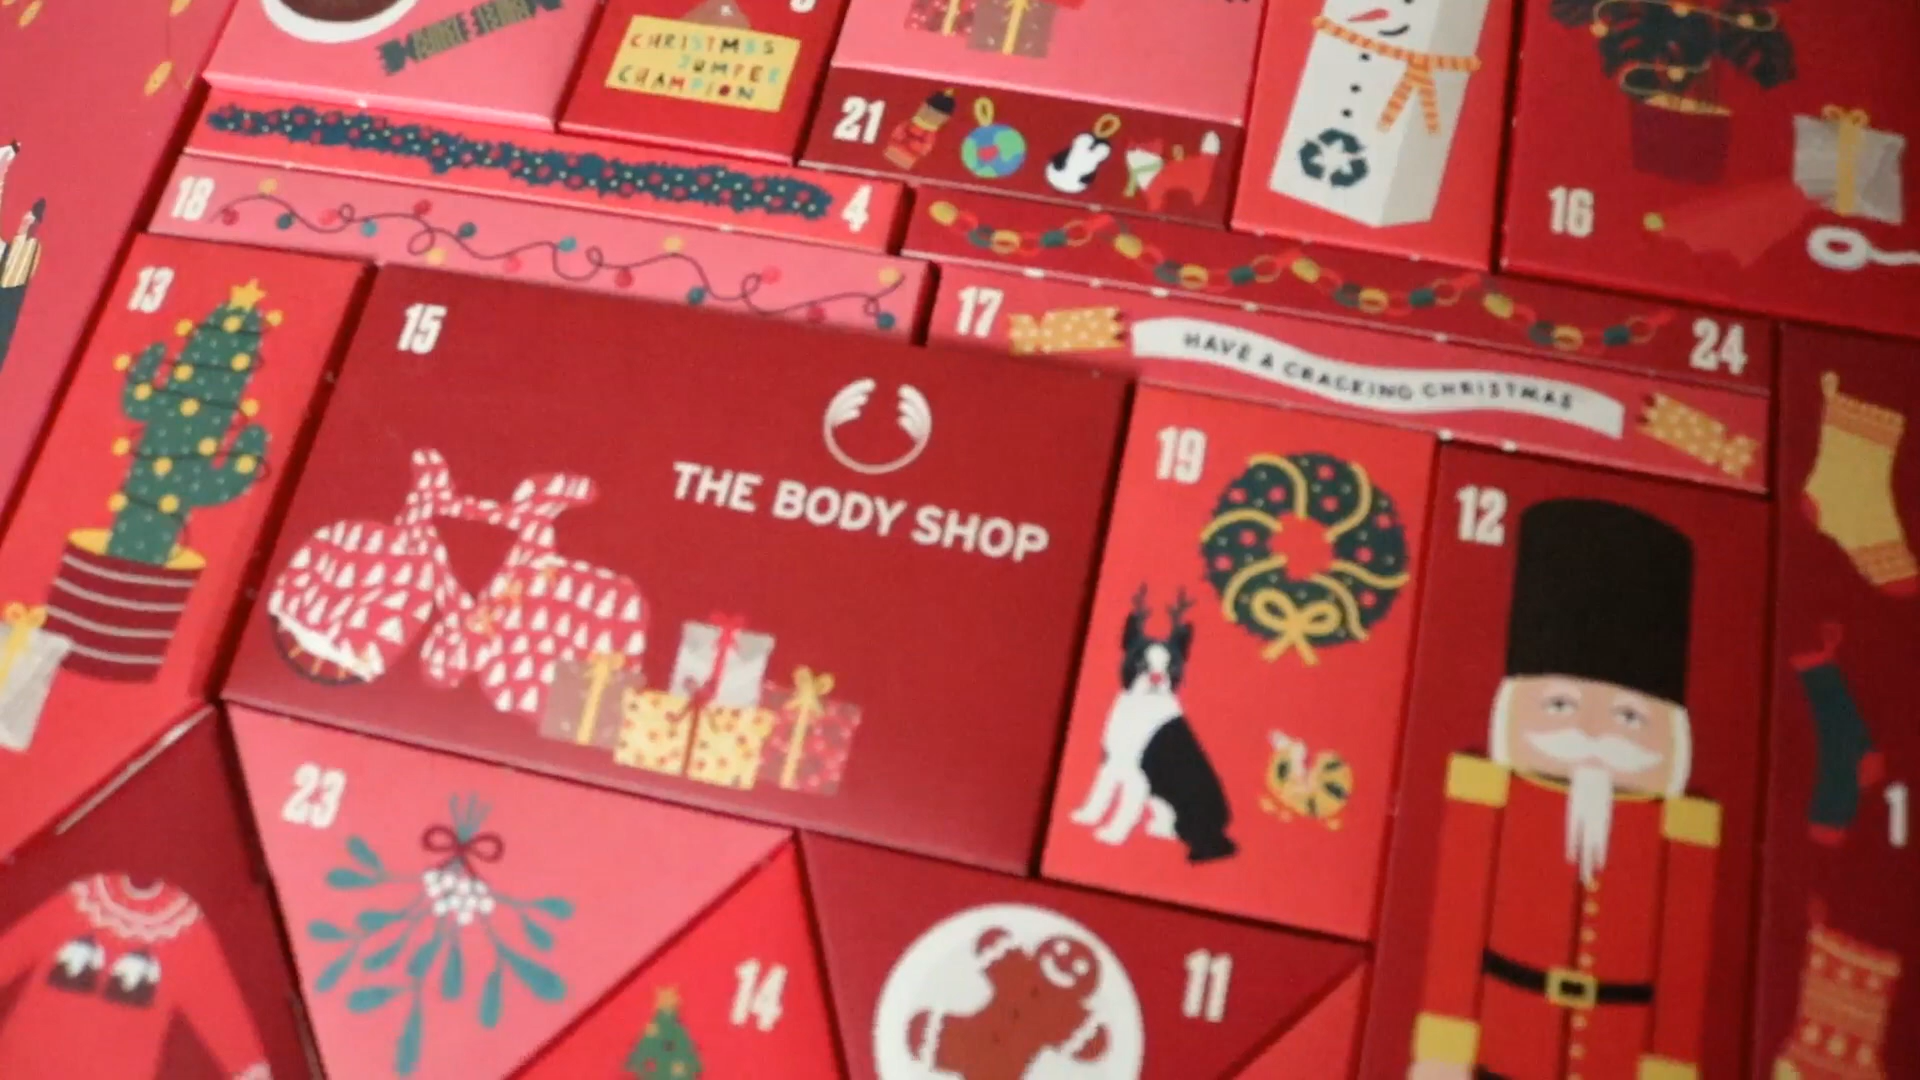 CHRISTMAS
JUMPER
CHAMPION
21
4
18
16
13
15
17
HAVE A CRACKING CHRISTMAS
24
THE BODY SHOP
19
12
23
1
14
11